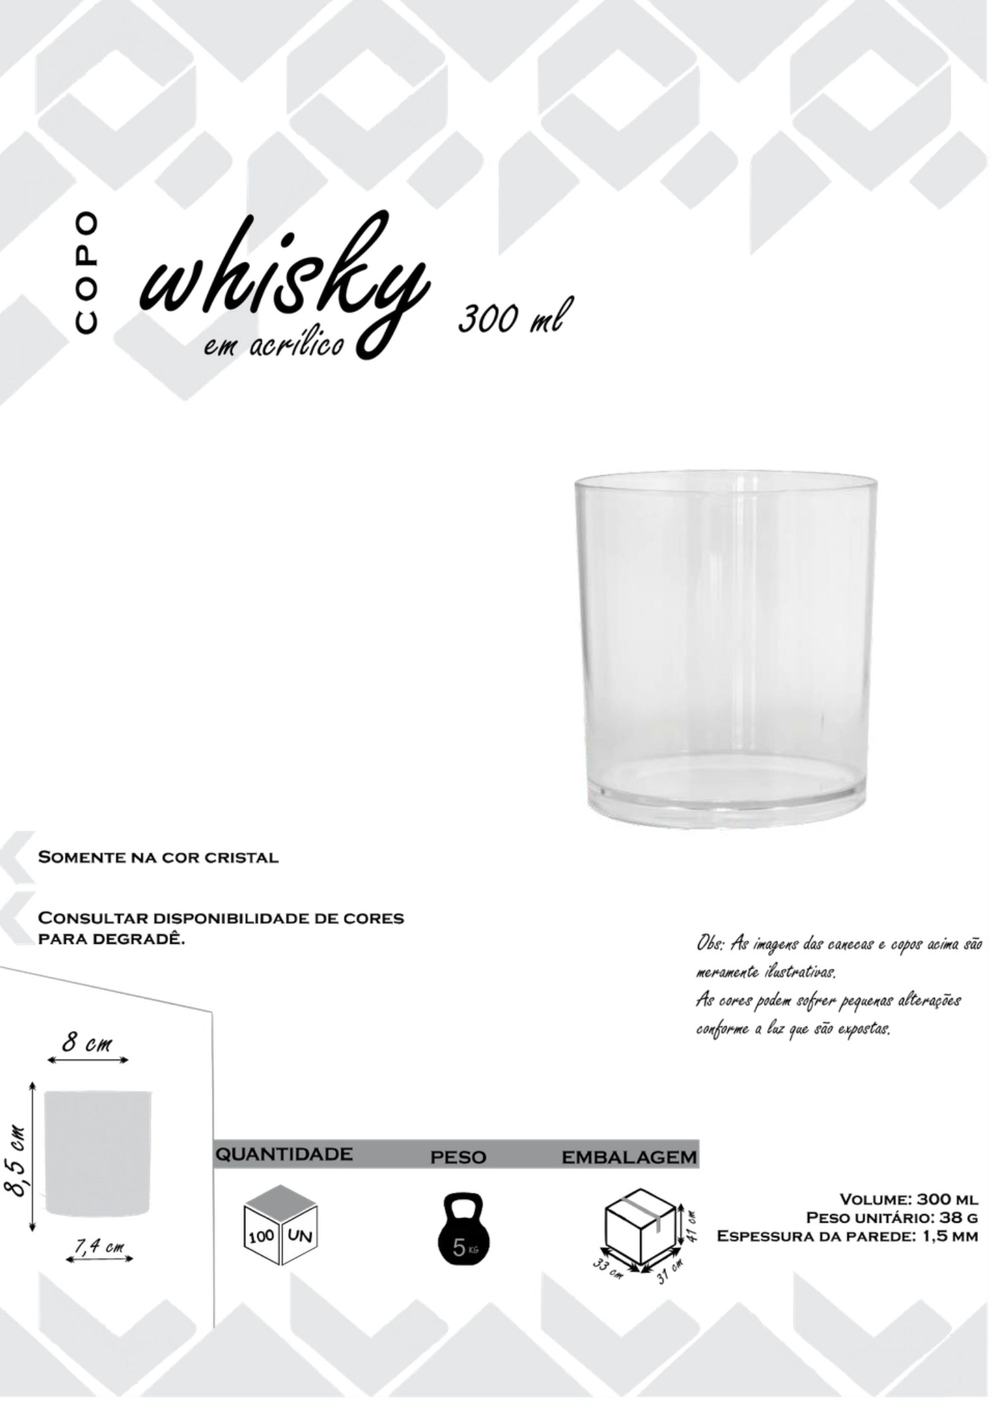 COPO
whisky
em acrílico
300 ml
SOMENTE NA COR CRISTAL
CONSULTAR DISPONIBILIDADE DE CORES
PARA DEGRADÊ.
Obs: As imagens das canecas e copos acima são
meramente ilustrativas.
As cores podem sofrer pequenas alterações
conforme a luz que são expostas.
8 cm
8,5 cm
7,4 cm
QUANTIDADE
PESO
EMBALAGEM
100 UN
5 KG
41 cm
33 cm
31 cm
VOLUME: 300 ML
PESO UNITÁRIO: 38 G
ESPESSURA DA PAREDE: 1,5 MM